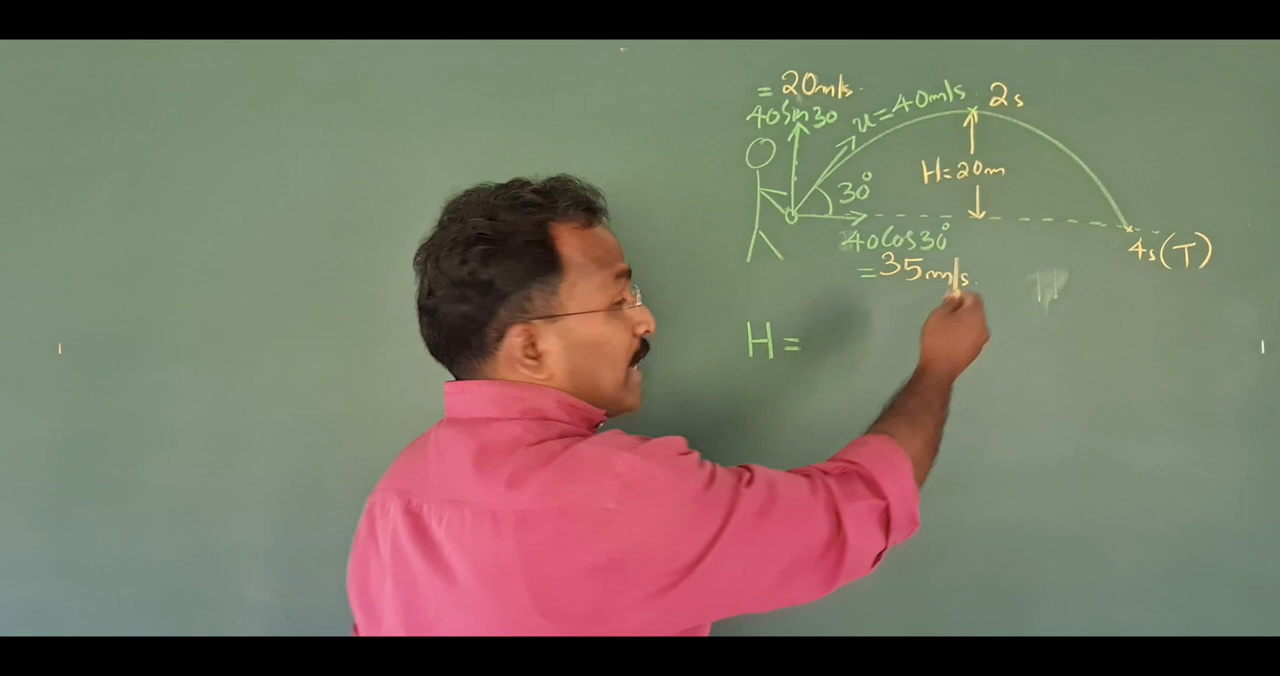 = 20m/s.
40Sin30
u=40m/s.
2s
H=20m
30°
40Cos30°
=35m/s.
4s(T)
H=